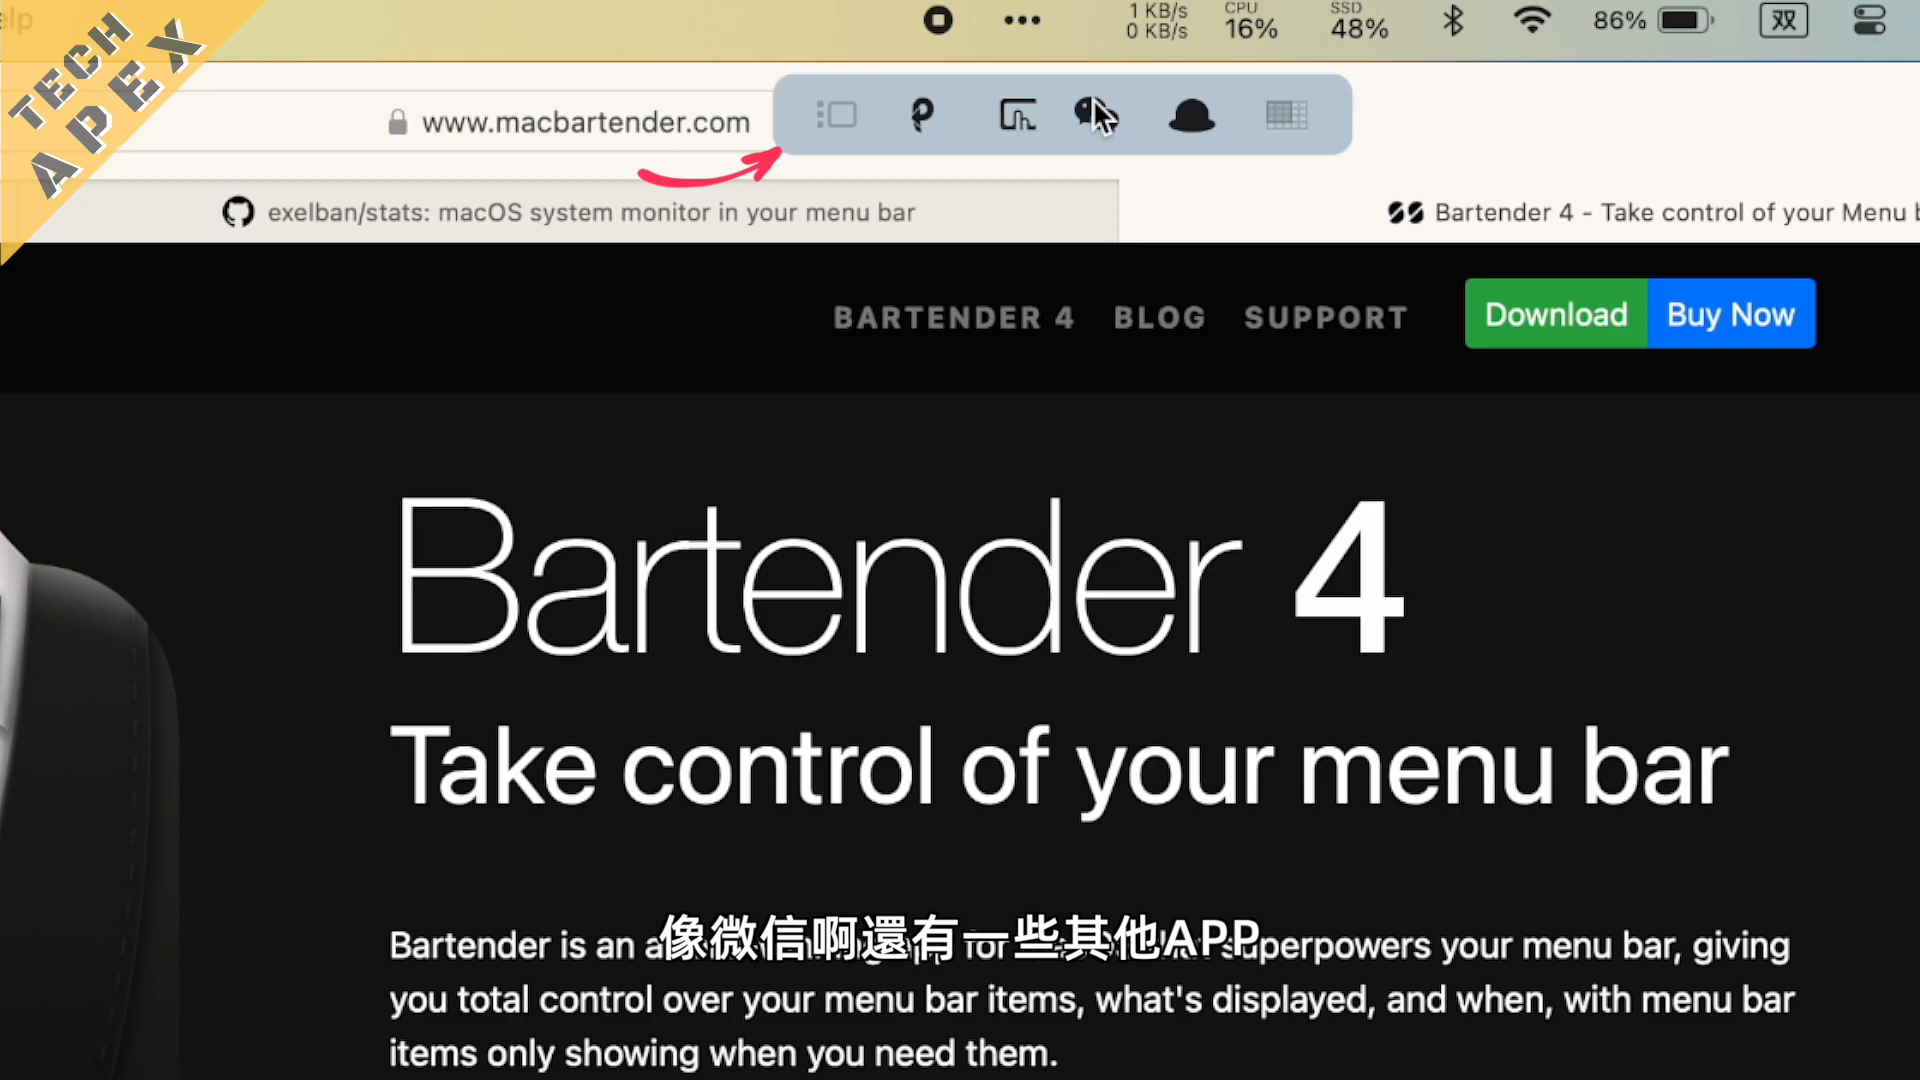 elp
TECH
APEX
1 KB/s
0 KB/s
CPU
16%
SSD
48%
86%
双
www.macbartender.com
exelban/stats: macOS system monitor in your menu bar
Bartender 4 - Take control of your Menu b
BARTENDER 4
BLOG
SUPPORT
Download
Buy Now
Bartender 4
Take control of your menu bar
Bartender is an a for superpowers your menu bar, giving
像微信啊還有一些其他APP
you total control over your menu bar items, what's displayed, and when, with menu bar
items only showing when you need them.